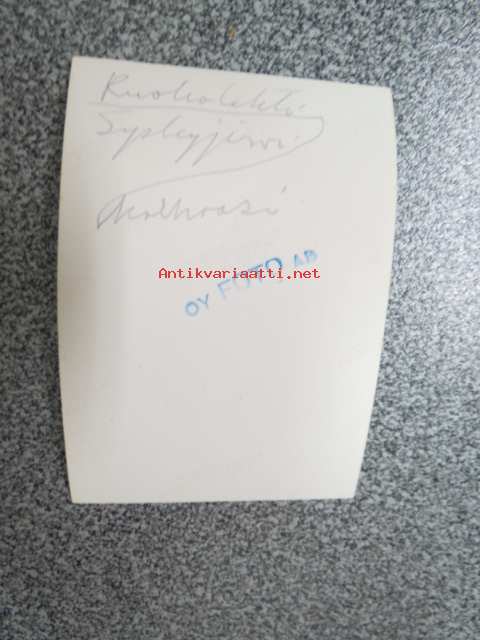 Ruokolahti
Syskyjärvi
Antikvariaatti.net
OY FOTO AB